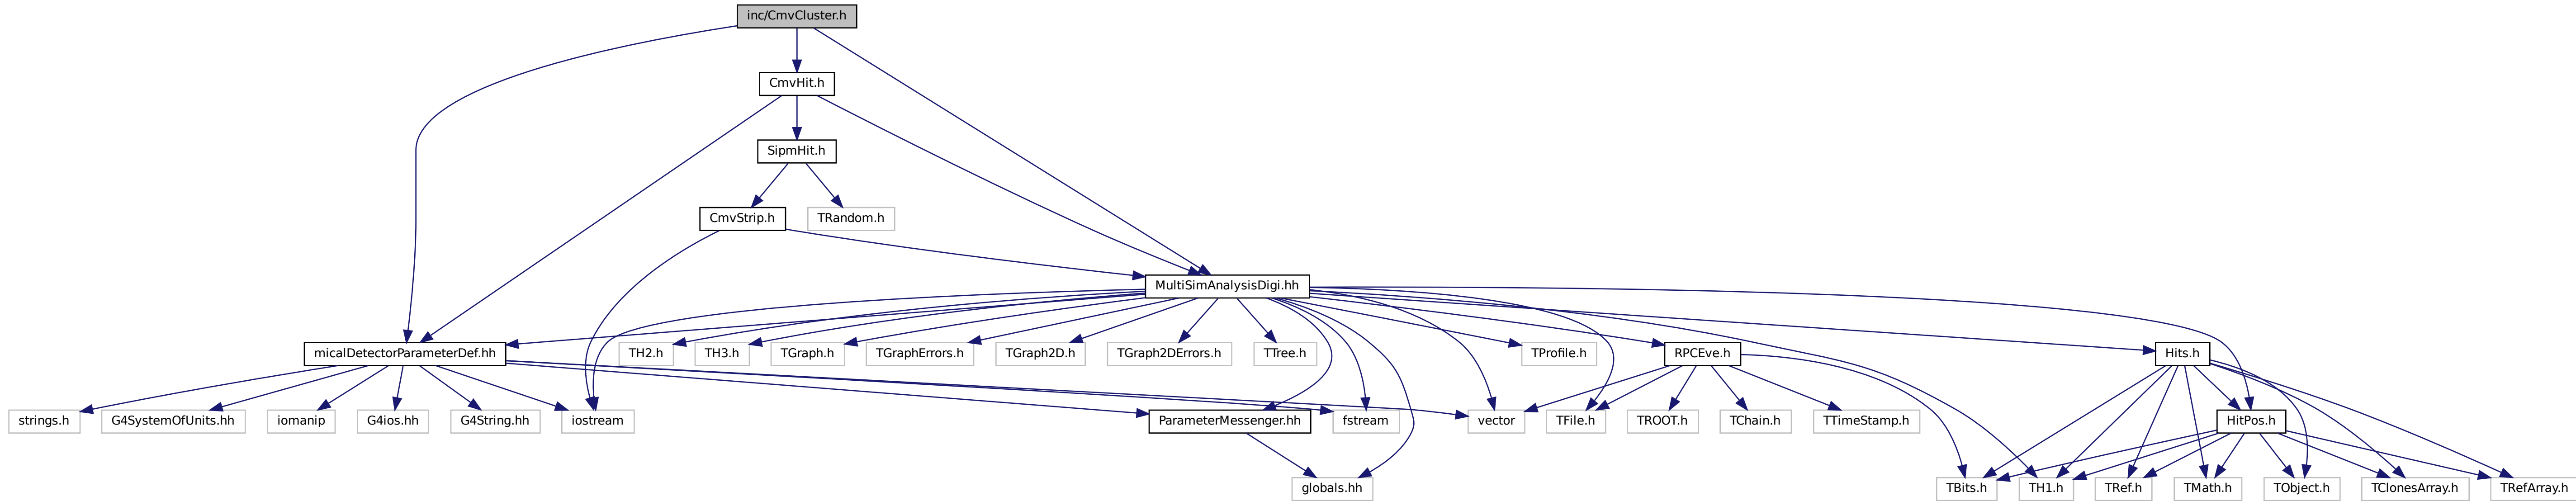 inc/CmvCluster.h
CmvHit.h
SipmHit.h
CmvStrip.h
TRandom.h
MultiSimAnalysisDigi.hh
micalDetectorParameterDef.hh
TH2.h
TH3.h
TGraph.h
TGraphErrors.h
TGraph2D.h
TGraph2DErrors.h
TTree.h
TProfile.h
RPCEve.h
Hits.h
strings.h
G4SystemOfUnits.hh
iomanip
G4ios.hh
G4String.hh
iostream
ParameterMessenger.hh
fstream
vector
TFile.h
TROOT.h
TChain.h
TTimeStamp.h
HitPos.h
globals.hh
TBits.h
TH1.h
TRef.h
TMath.h
TObject.h
TClonesArray.h
TRefArray.h